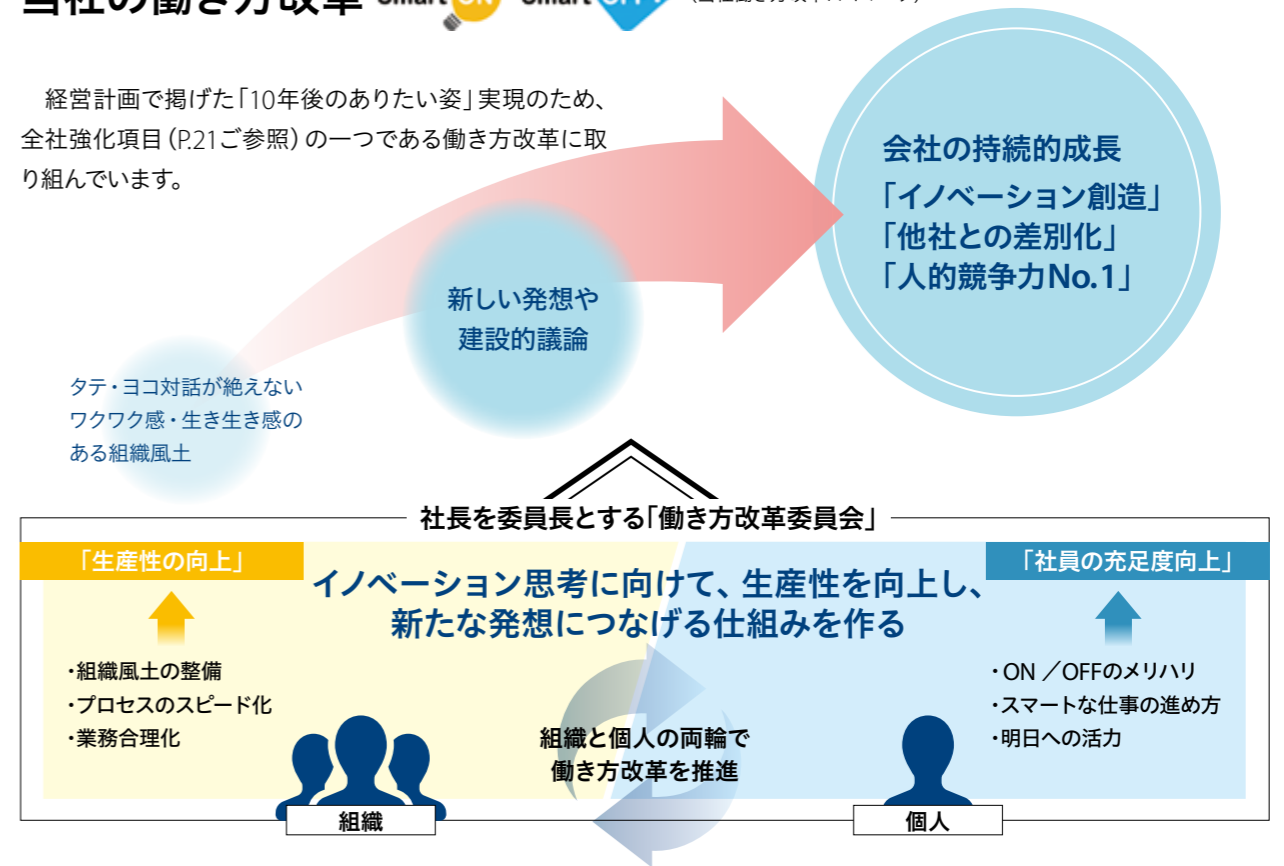 当社の働き方改革 Smart ON Smart OFF
経営計画で掲げた「10年後のありたい姿」実現のため、
全社強化項目（P.21ご参照）の一つである働き方改革に取
り組んでいます。
会社の持続的成長
「イノベーション創造」
「他社との差別化」
「人的競争力No.1」
新しい発想や
建設的議論
タテ・ヨコ対話が絶えない
ワクワク感・生き生き感の
ある組織風土
社長を委員長とする「働き方改革委員会」
「生産性の向上」
「社員の充足度向上」
イノベーション思考に向けて、生産性を向上し、
新たな発想につなげる仕組みを作る
・組織風土の整備
・プロセスのスピード化
・業務合理化
・ON／OFFのメリハリ
・スマートな仕事の進め方
・明日への活力
組織と個人の両輪で
働き方改革を推進
組織
個人